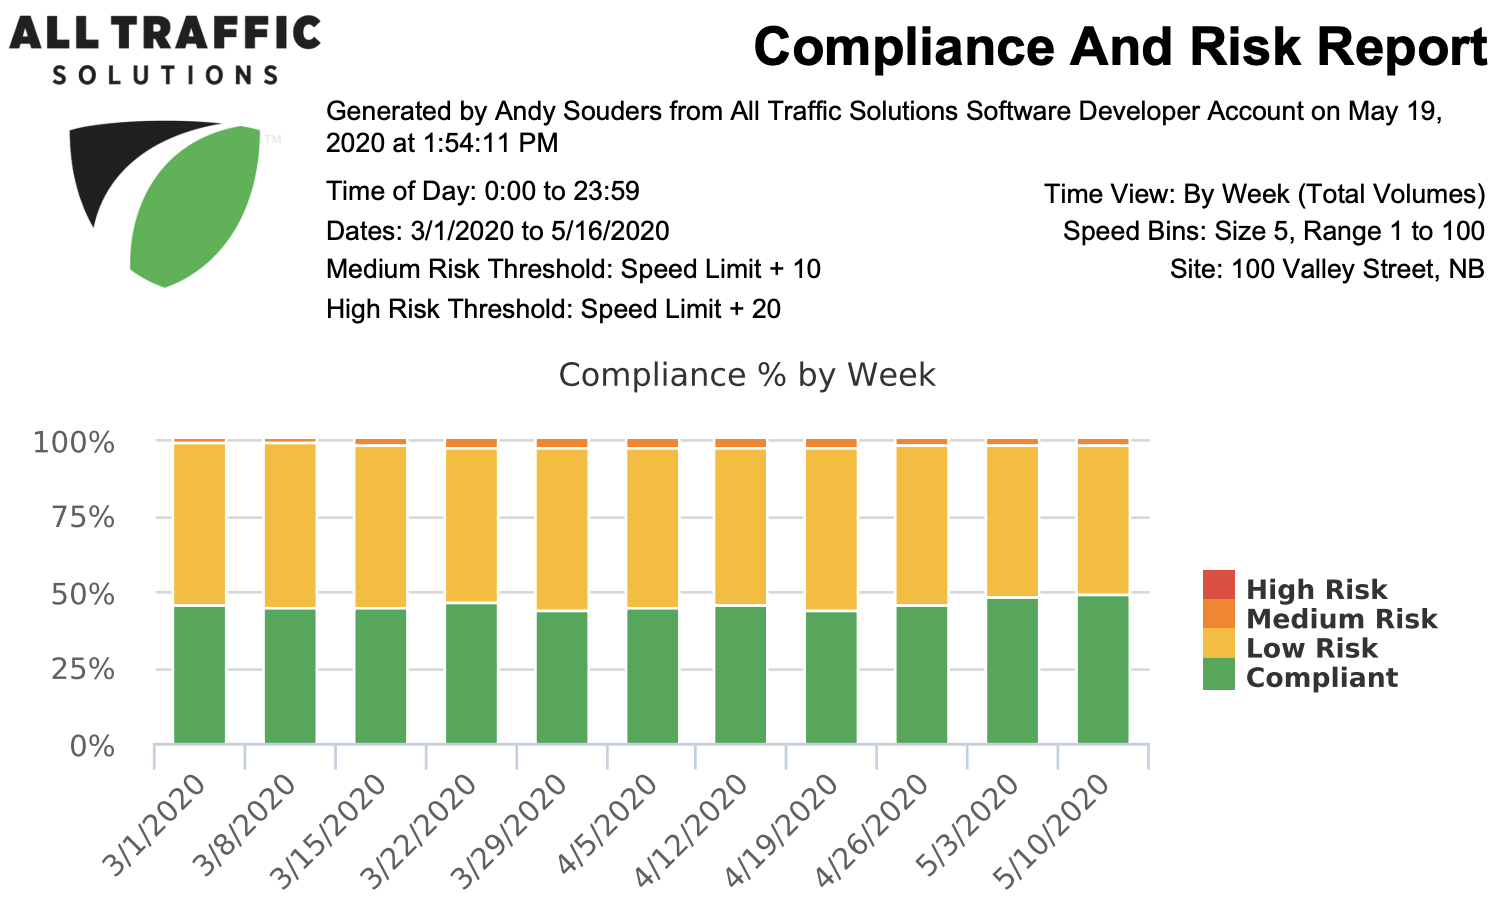 ALL TRAFFIC
SOLUTIONS
TM
Compliance And Risk Report
Generated by Andy Souders from All Traffic Solutions Software Developer Account on May 19,
2020 at 1:54:11 PM
Time of Day: 0:00 to 23:59
Dates: 3/1/2020 to 5/16/2020
Medium Risk Threshold: Speed Limit + 10
High Risk Threshold: Speed Limit + 20
Time View: By Week (Total Volumes)
Speed Bins: Size 5, Range 1 to 100
Site: 100 Valley Street, NB
Compliance % by Week
100%
75%
50%
25%
0%
3/1/2020
3/8/2020
3/15/2020
3/22/2020
3/29/2020
4/5/2020
4/12/2020
4/19/2020
4/26/2020
5/3/2020
5/10/2020
High Risk
Medium Risk
Low Risk
Compliant